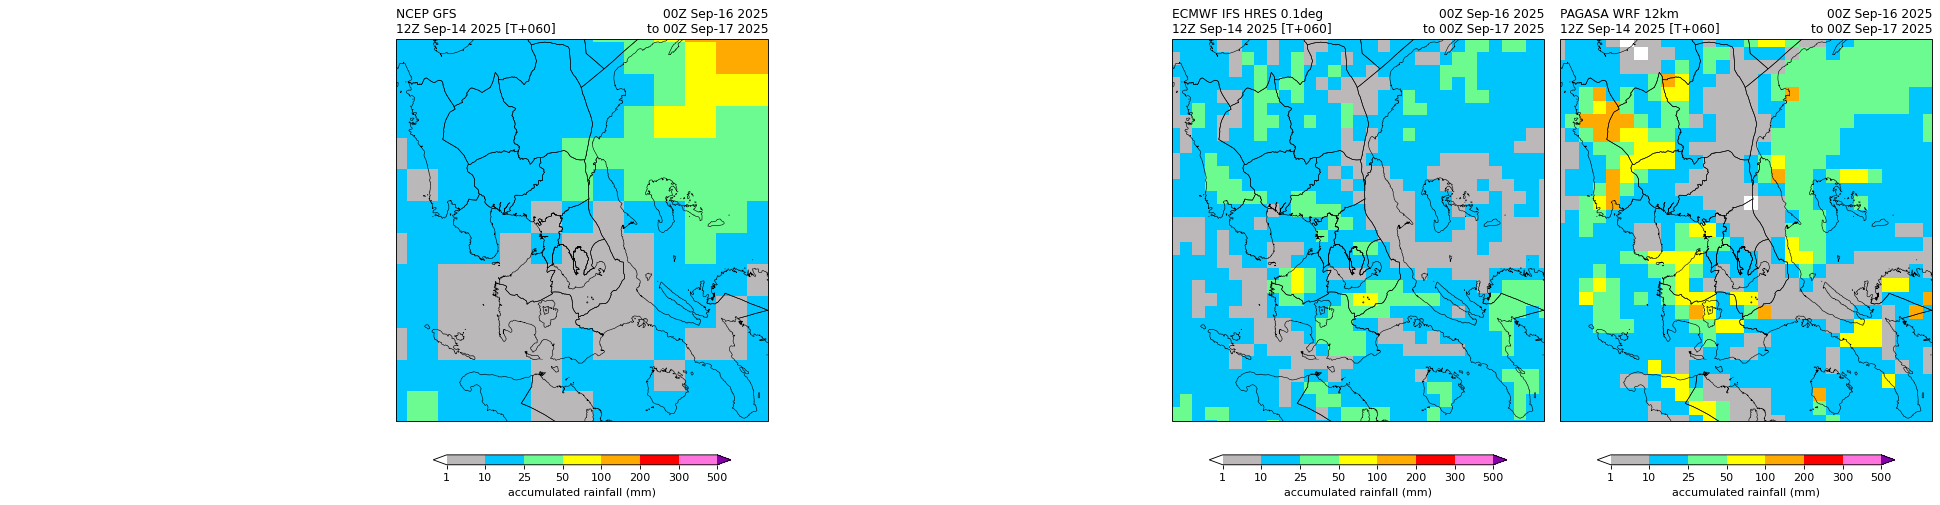 NCEP GFS 00Z Sep-16 2025
12Z Sep-14 2025 [T+060] to 00Z Sep-17 2025
1 10 25 50 100 200 300 500
accumulated rainfall (mm)
ECMWF IFS HRES 0.1deg 00Z Sep-16 2025
12Z Sep-14 2025 [T+060] to 00Z Sep-17 2025
1 10 25 50 100 200 300 500
accumulated rainfall (mm)
PAGASA WRF 12km 00Z Sep-16 2025
12Z Sep-14 2025 [T+060] to 00Z Sep-17 2025
1 10 25 50 100 200 300 500
accumulated rainfall (mm)